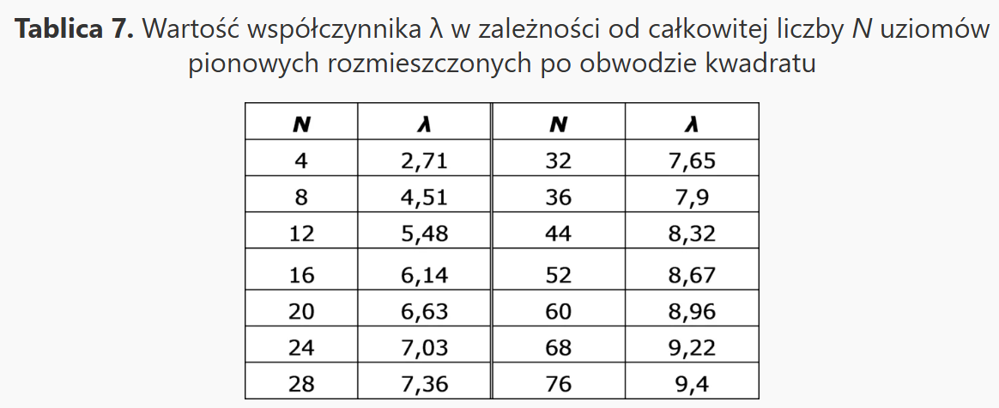 Tablica 7. Wartość współczynnika λ w zależności od całkowitej liczby N uziomów
pionowych rozmieszczonych po obwodzie kwadratu
N λ N λ
4 2,71 32 7,65
8 4,51 36 7,9
12 5,48 44 8,32
16 6,14 52 8,67
20 6,63 60 8,96
24 7,03 68 9,22
28 7,36 76 9,4